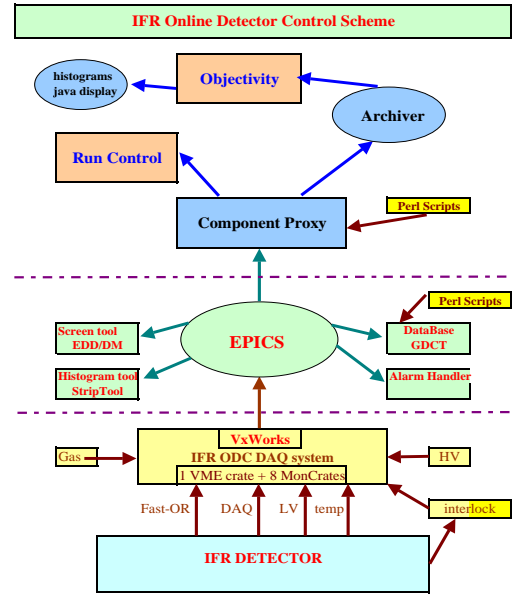 IFR Online Detector Control Scheme
histograms
java display
Objectivity
Archiver
Run Control
Component Proxy
Perl Scripts
Perl Scripts
Screen tool
EDD/DM
EPICS
DataBase
GDCT
Histogram tool
StripTool
Alarm Handler
VxWorks
Gas
IFR ODC DAQ system
HV
1 VME crate + 8 MonCrates
Fast-OR
DAQ
LV
temp
interlock
IFR DETECTOR